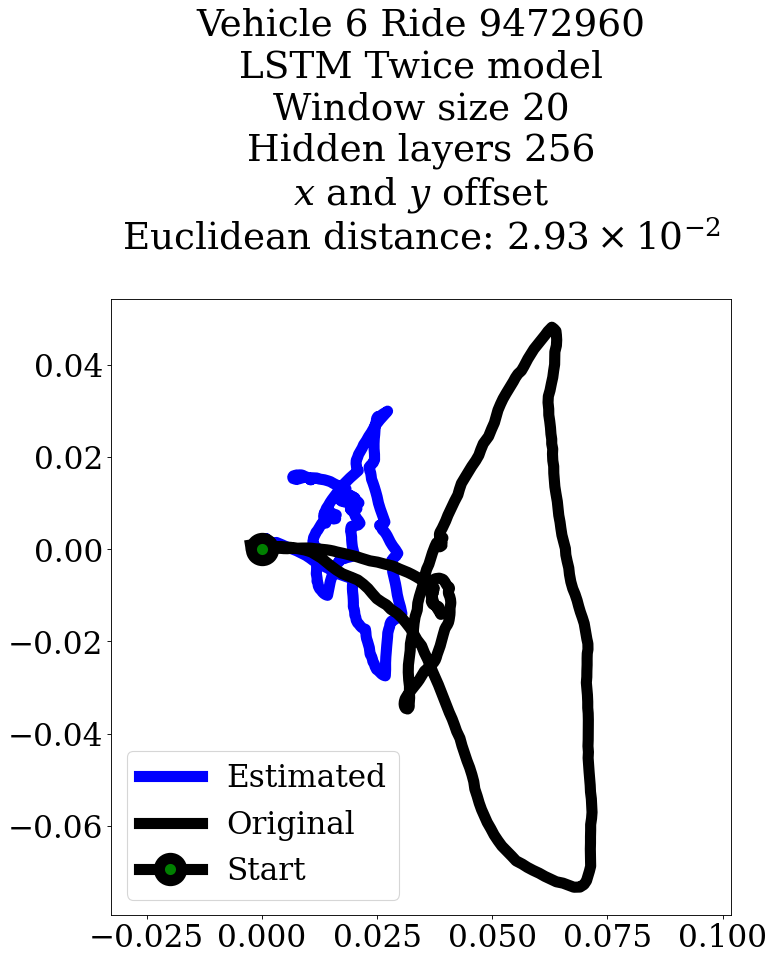 Vehicle 6 Ride 9472960
LSTM Twice model
Window size 20
Hidden layers 256
x and y offset
Euclidean distance: 2.93 × 10⁻²
0.04
0.02
0.00
−0.02
−0.04
−0.06
Estimated
Original
Start
−0.025 0.000 0.025 0.050 0.075 0.100